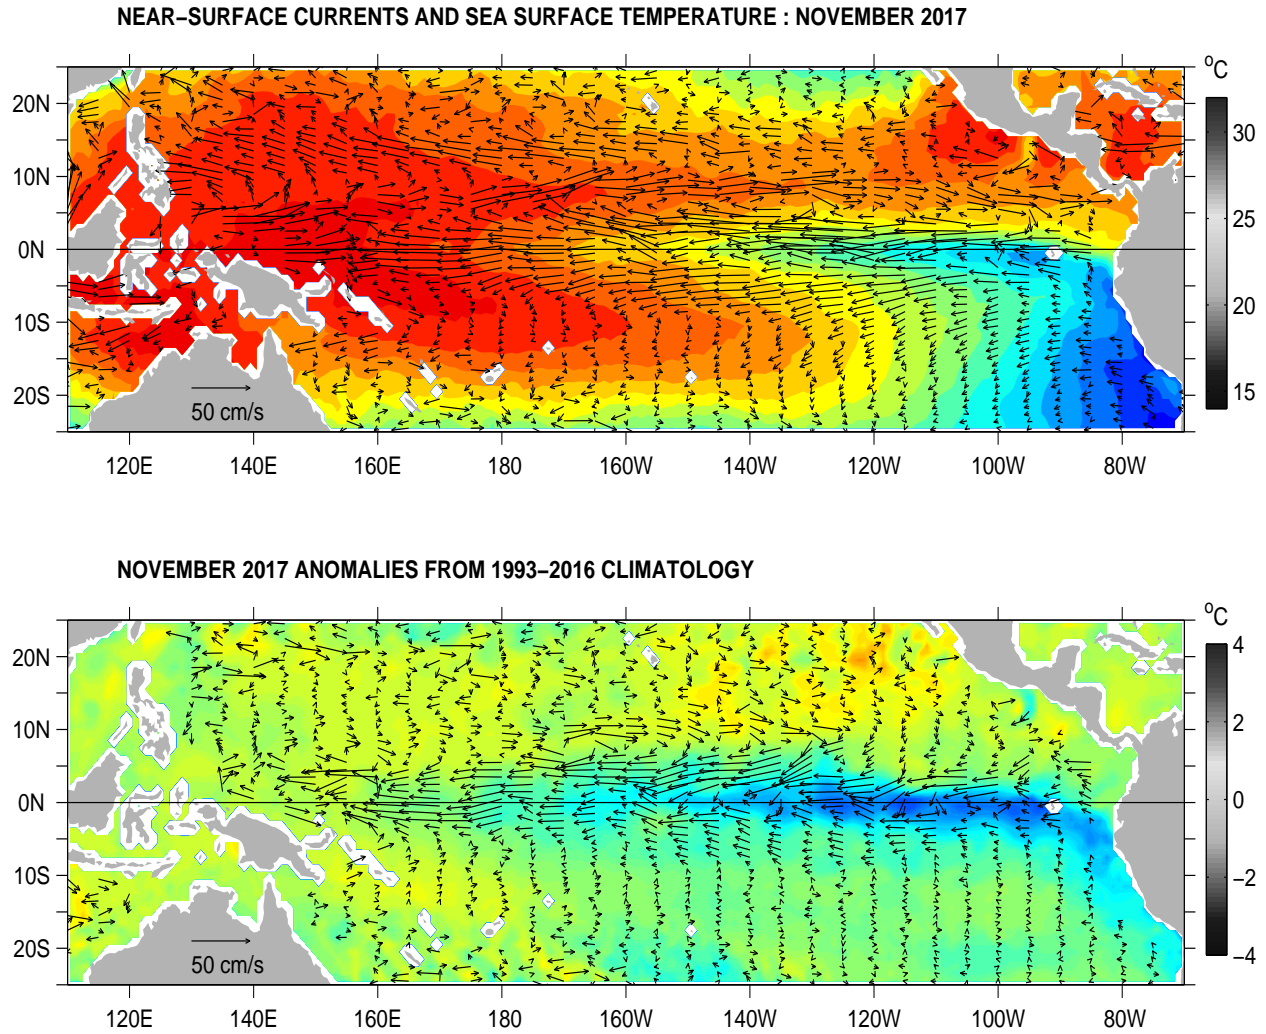 NEAR−SURFACE CURRENTS AND SEA SURFACE TEMPERATURE : NOVEMBER 2017
oC
20N
10N
0N
10S
20S
30
25
20
15
50 cm/s
120E 140E 160E 180 160W 140W 120W 100W 80W
NOVEMBER 2017 ANOMALIES FROM 1993−2016 CLIMATOLOGY
oC
20N
10N
0N
10S
20S
4
2
0
−2
−4
50 cm/s
120E 140E 160E 180 160W 140W 120W 100W 80W